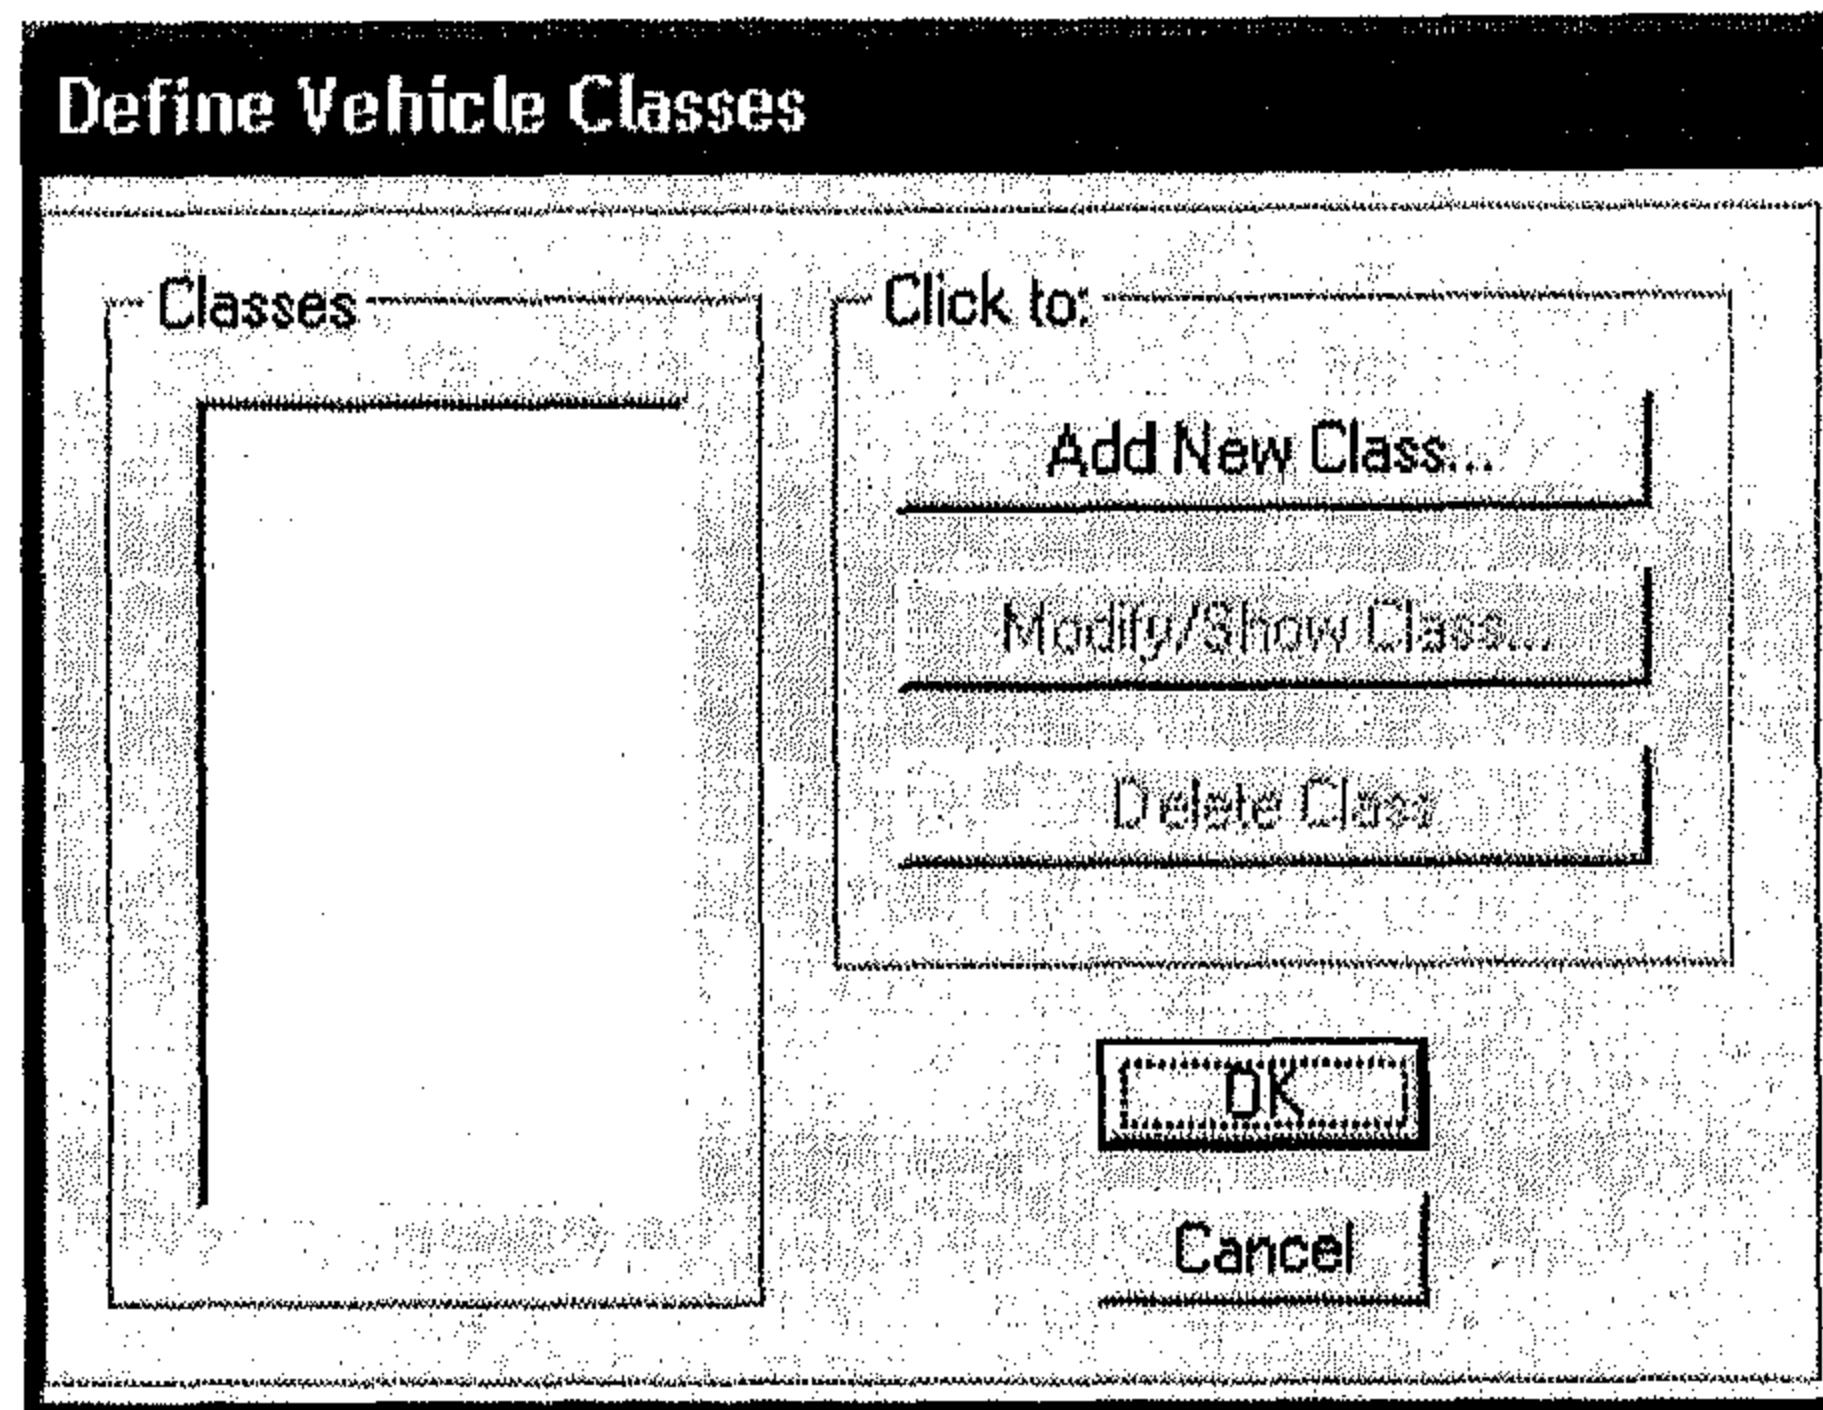 Define Vehicle Classes
Classes
Click to:
Add New Class...
Modify/Show Class...
Delete Class
OK
Cancel